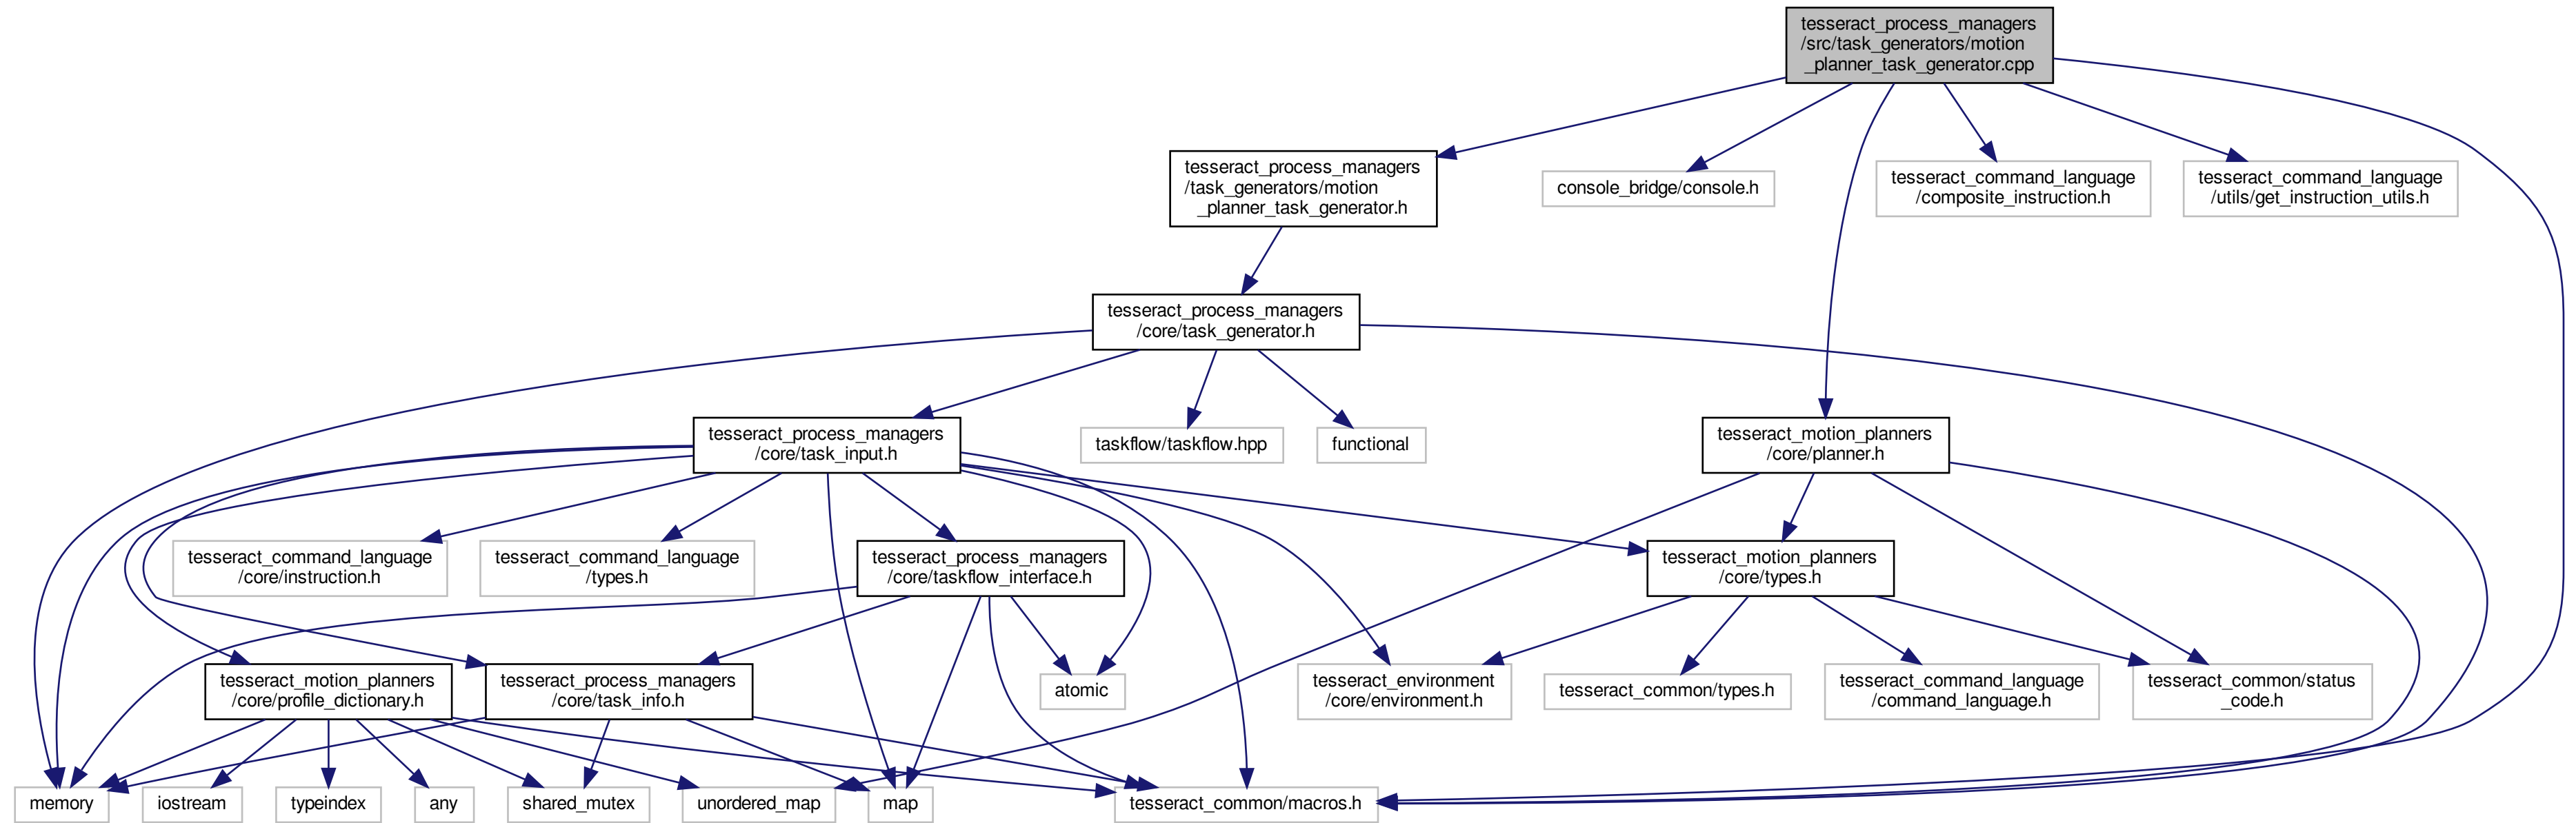 tesseract_process_managers
/src/task_generators/motion
_planner_task_generator.cpp
tesseract_process_managers
/task_generators/motion
_planner_task_generator.h
console_bridge/console.h
tesseract_command_language
/composite_instruction.h
tesseract_command_language
/utils/get_instruction_utils.h
tesseract_process_managers
/core/task_generator.h
tesseract_process_managers
/core/task_input.h
taskflow/taskflow.hpp
functional
tesseract_motion_planners
/core/planner.h
tesseract_command_language
/core/instruction.h
tesseract_command_language
/types.h
tesseract_process_managers
/core/taskflow_interface.h
tesseract_motion_planners
/core/types.h
tesseract_motion_planners
/core/profile_dictionary.h
tesseract_process_managers
/core/task_info.h
atomic
tesseract_environment
/core/environment.h
tesseract_common/types.h
tesseract_command_language
/command_language.h
tesseract_common/status
_code.h
memory
iostream
typeindex
any
shared_mutex
unordered_map
map
tesseract_common/macros.h